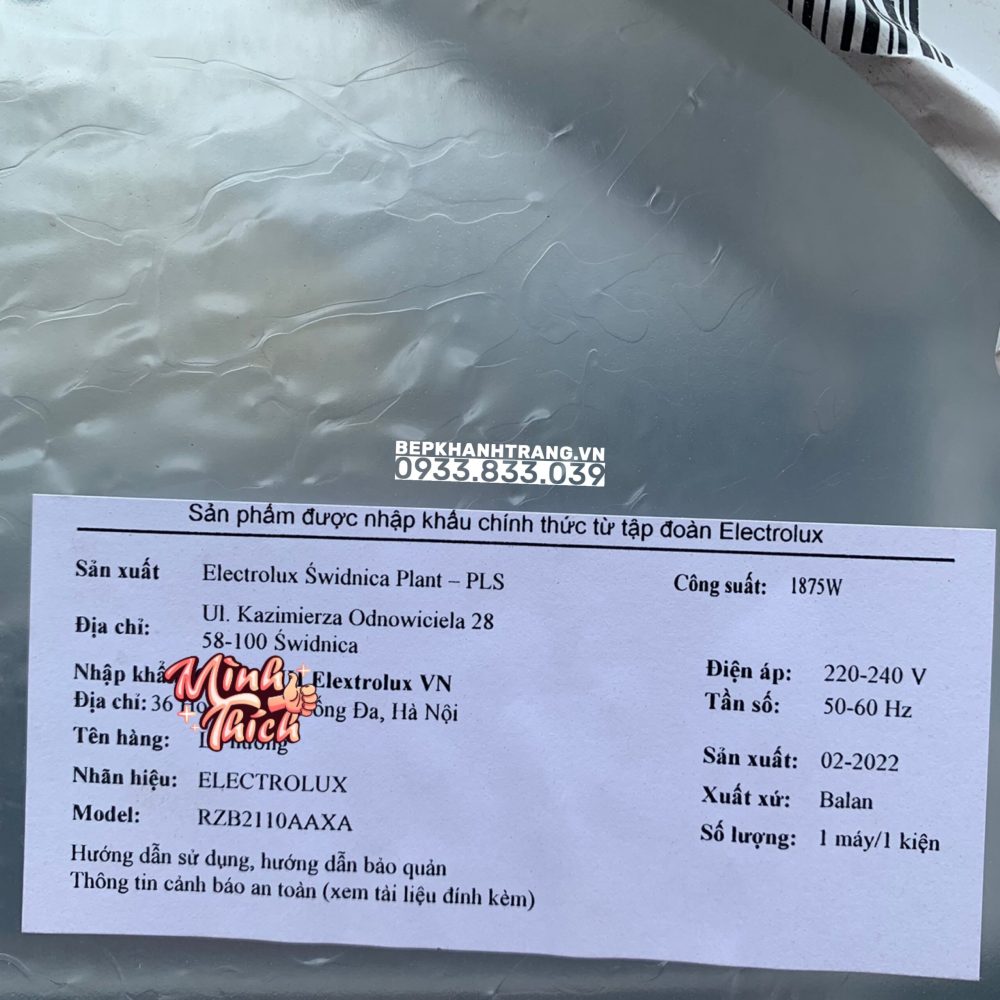 BEPKHANHTRANG.VN
0933.833.039
Sản phẩm được nhập khẩu chính thức từ tập đoàn Electrolux
Sản xuất Electrolux Świdnica Plant – PLS
Công suất: 1875W
Địa chỉ: Ul. Kazimierza Odnowiciela 28
58-100 Świdnica
Nhập Elextrolux VN
Điện áp: 220-240 V
Địa chỉ: 36 Hà Nội
Tần số: 50-60 Hz
Mình
Thích
Tên hàng:
Sản xuất: 02-2022
Nhãn hiệu: ELECTROLUX
Xuất xứ: Balan
Model: RZB2110AAXA
Số lượng: 1 máy/1 kiện
Hướng dẫn sử dụng, hướng dẫn bảo quản
Thông tin cảnh báo an toàn (xem tài liệu đính kèm)